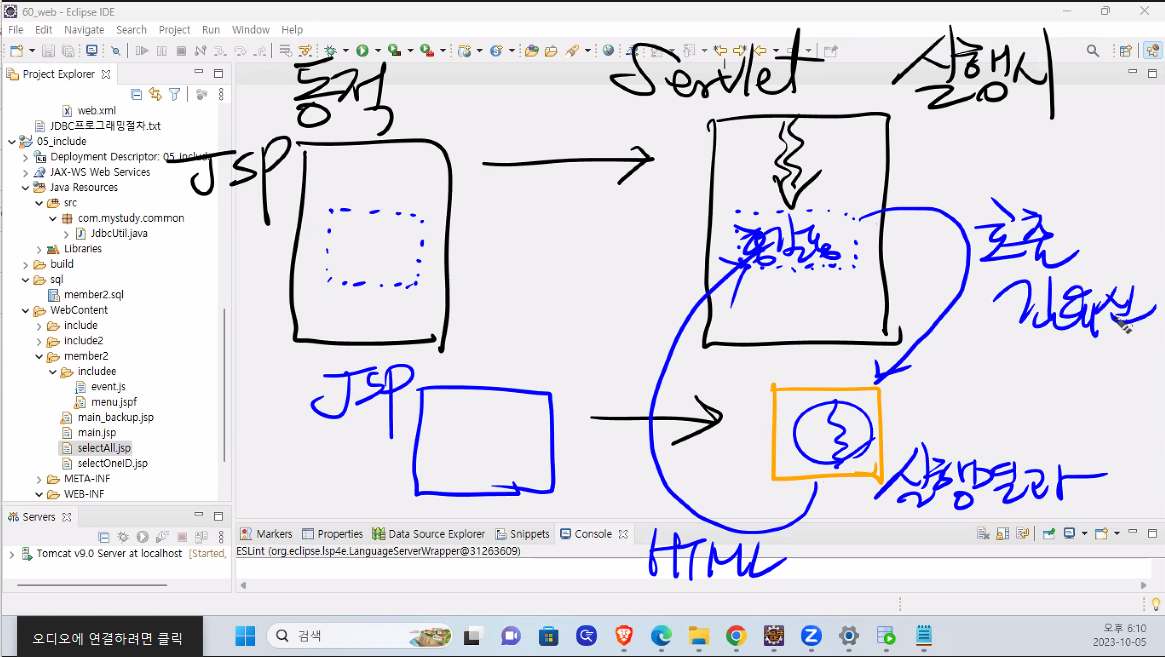 60_web - Eclipse IDE
File Edit Navigate Search Project Run Window Help
Project Explorer
web.xml
JDBC프로그래밍절차.txt
05_include
Deployment Descriptor: 05_include
JAX-WS Web Services
Java Resources
src
com.mystudy.common
JdbcUtil.java
Libraries
build
sql
member2.sql
WebContent
include
include2
member2
includee
event.js
menu.jspf
main_backup.jsp
main.jsp
selectAll.jsp
selectOneID.jsp
META-INF
WEB-INF
Servers
Tomcat v9.0 Server at localhost [Started,
동적
Servlet
실행시
JSP
홍길동
호출
JSP
실행결과
HTML
Markers Properties Data Source Explorer Snippets Console
ESLint (org.eclipse.lsp4e.LanguageServerWrapper@31263609)
오디오에 연결하려면 클릭
검색
오후 6:10
2023-10-05